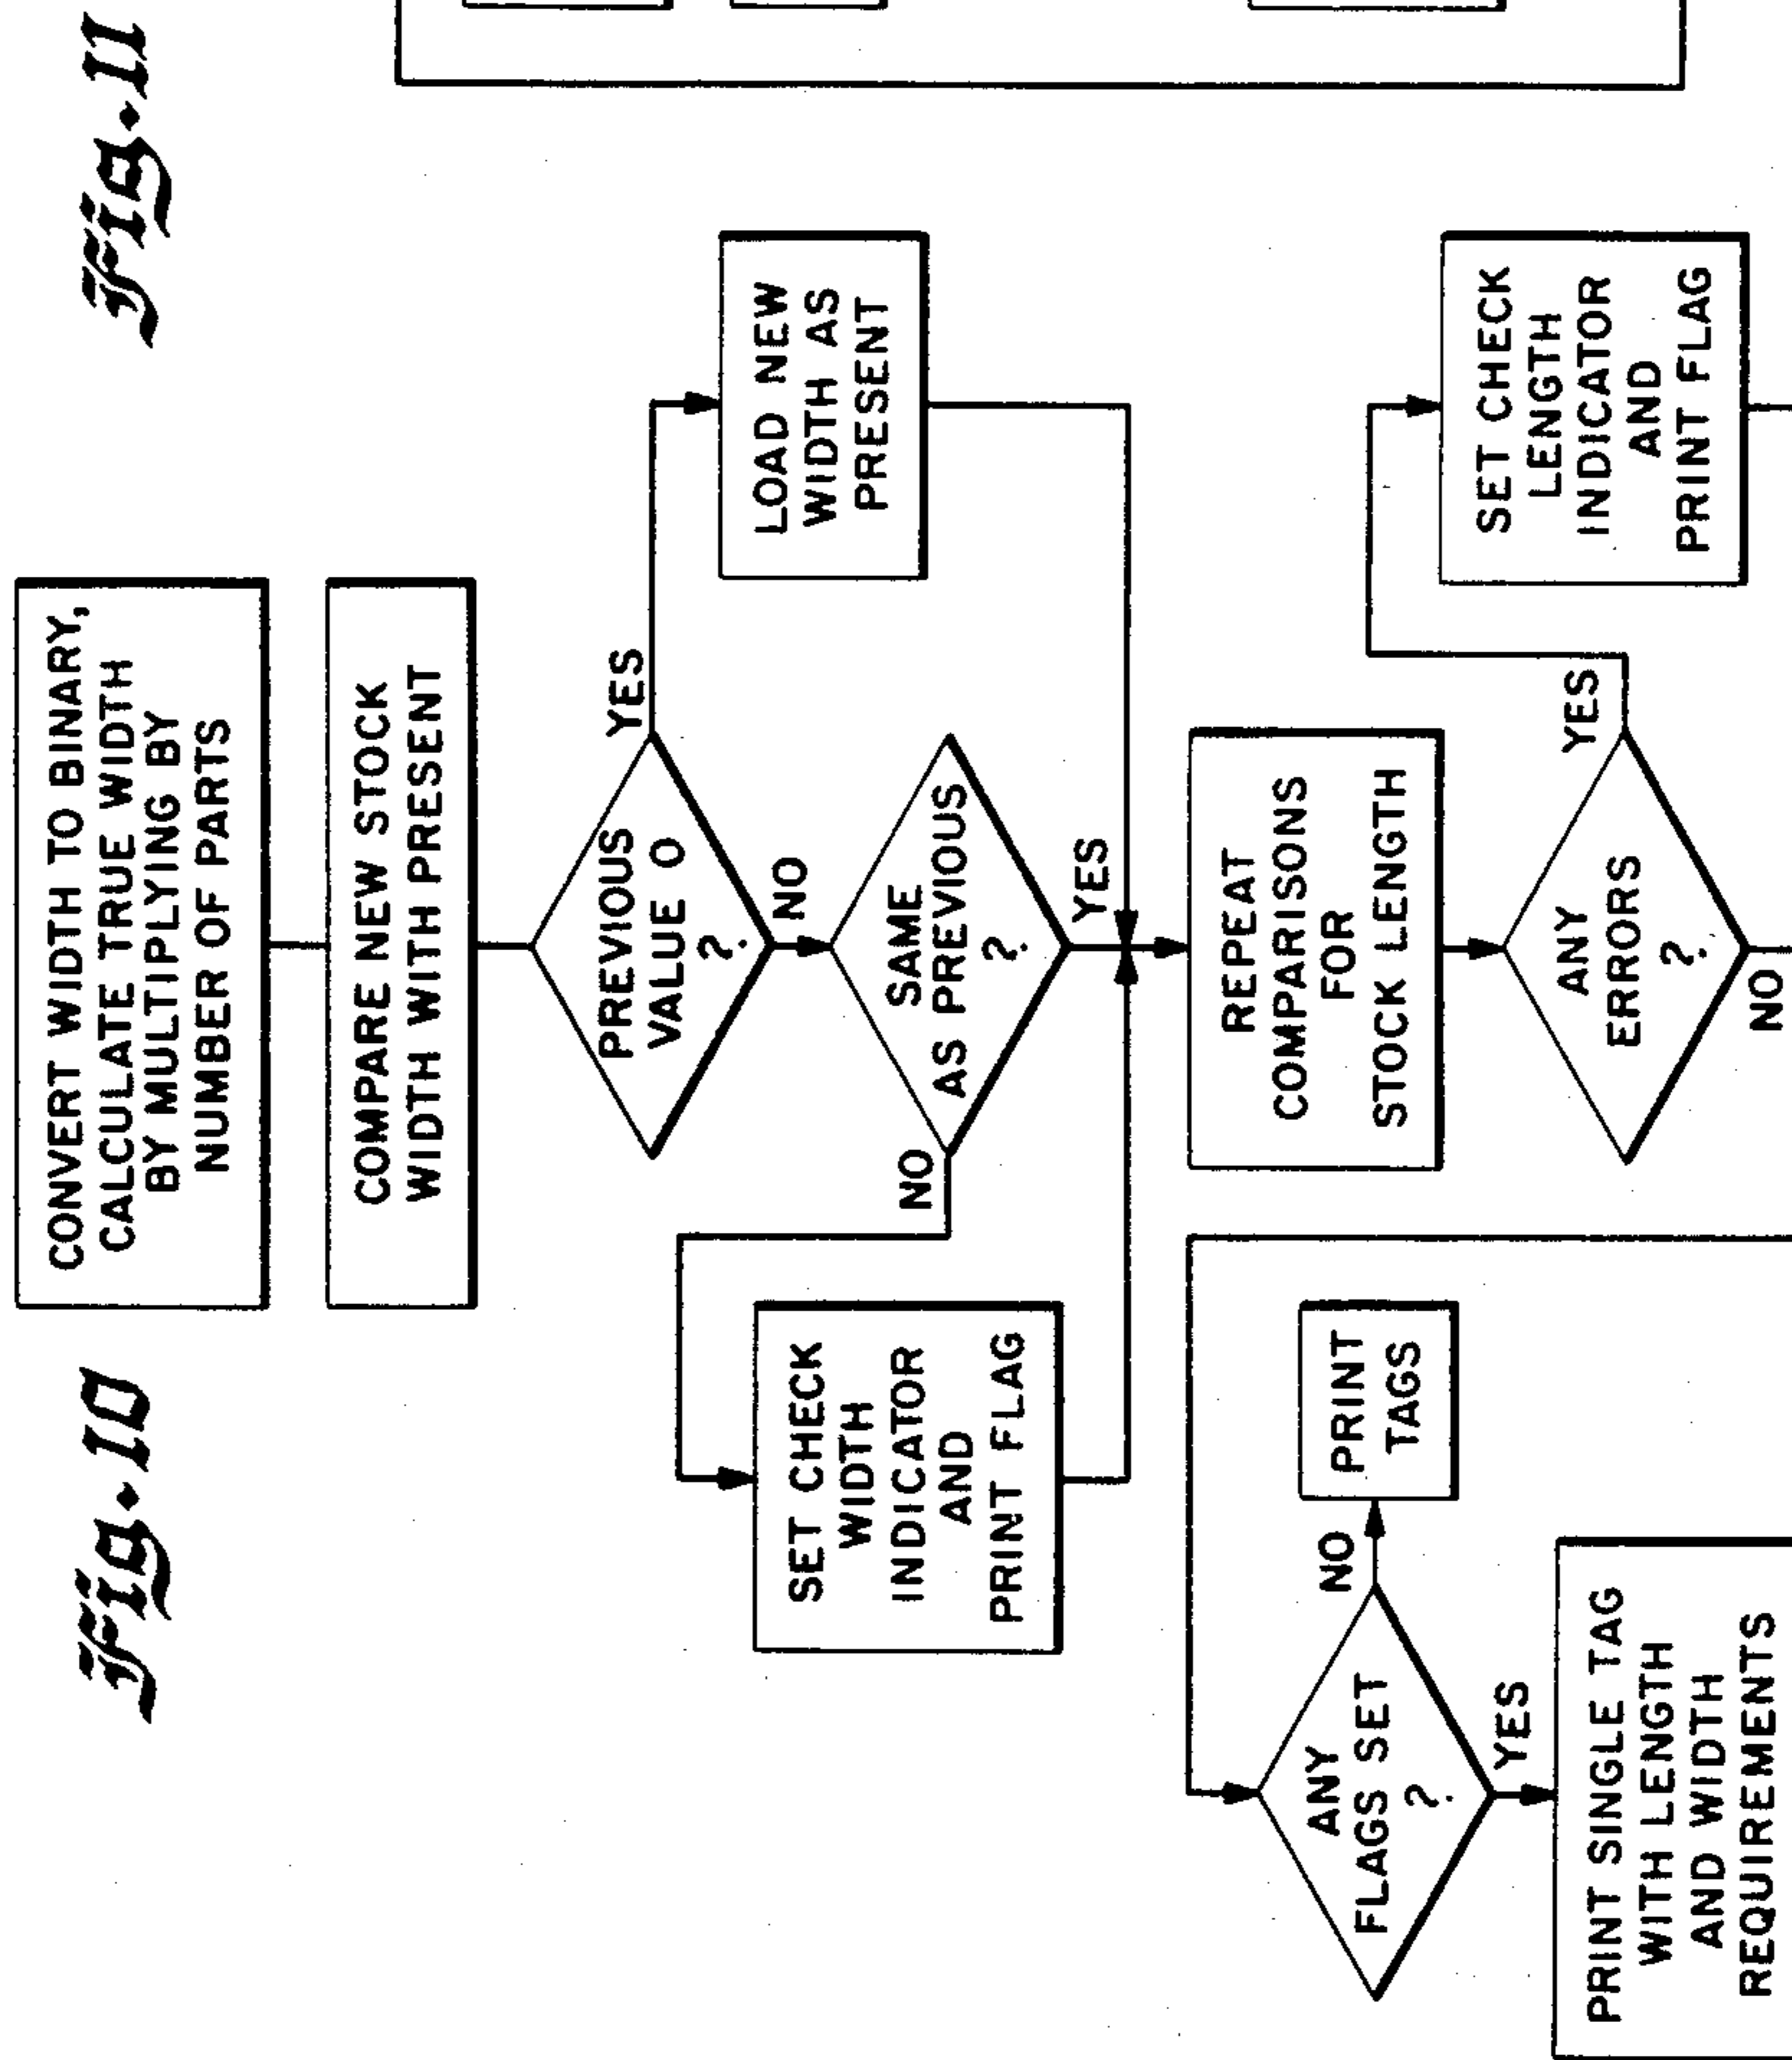 Fig. 10
CONVERT WIDTH TO BINARY,
CALCULATE TRUE WIDTH
BY MULTIPLYING BY
NUMBER OF PARTS
COMPARE NEW STOCK
WIDTH WITH PRESENT
PREVIOUS
VALUE 0
?
YES
NO
LOAD NEW
WIDTH AS
PRESENT
SAME
AS PREVIOUS
?
NO
YES
SET CHECK
WIDTH
INDICATOR
AND
PRINT FLAG
REPEAT
COMPARISONS
FOR
STOCK LENGTH
ANY
ERRORS
?
YES
NO
SET CHECK
LENGTH
INDICATOR
AND
PRINT FLAG
ANY
FLAGS SET
?
NO
YES
PRINT
TAGS
PRINT SINGLE TAG
WITH LENGTH
AND WIDTH
REQUIREMENTS
Fig. 11